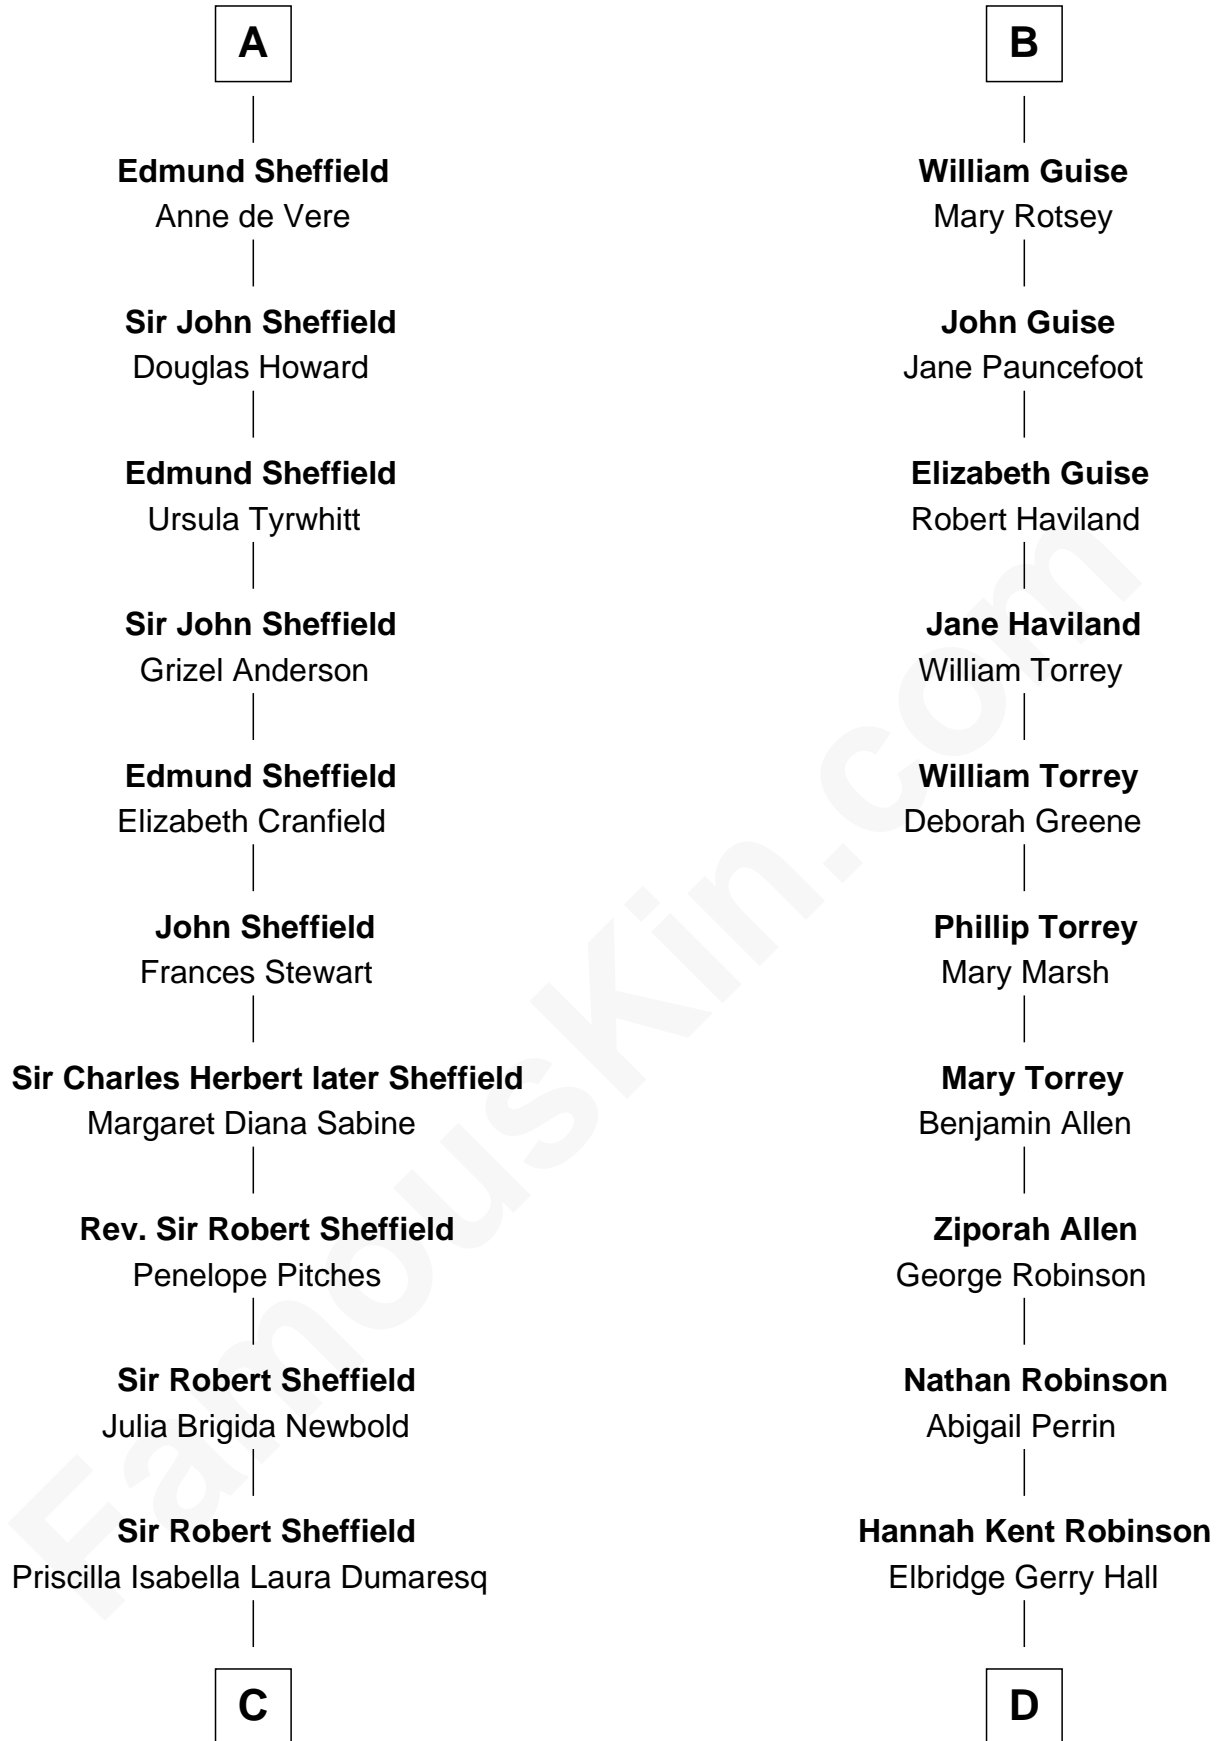 A
Edmund Sheffield
Anne de Vere
Sir John Sheffield
Douglas Howard
Edmund Sheffield
Ursula Tyrwhitt
Sir John Sheffield
Grizel Anderson
Edmund Sheffield
Elizabeth Cranfield
John Sheffield
Frances Stewart
Sir Charles Herbert later Sheffield
Margaret Diana Sabine
Rev. Sir Robert Sheffield
Penelope Pitches
Sir Robert Sheffield
Julia Brigida Newbold
Sir Robert Sheffield
Priscilla Isabella Laura Dumaresq
C
B
William Guise
Mary Rotsey
John Guise
Jane Pauncefoot
Elizabeth Guise
Robert Haviland
Jane Haviland
William Torrey
William Torrey
Deborah Greene
Phillip Torrey
Mary Marsh
Mary Torrey
Benjamin Allen
Ziporah Allen
George Robinson
Nathan Robinson
Abigail Perrin
Hannah Kent Robinson
Elbridge Gerry Hall
D
FamousKin.com